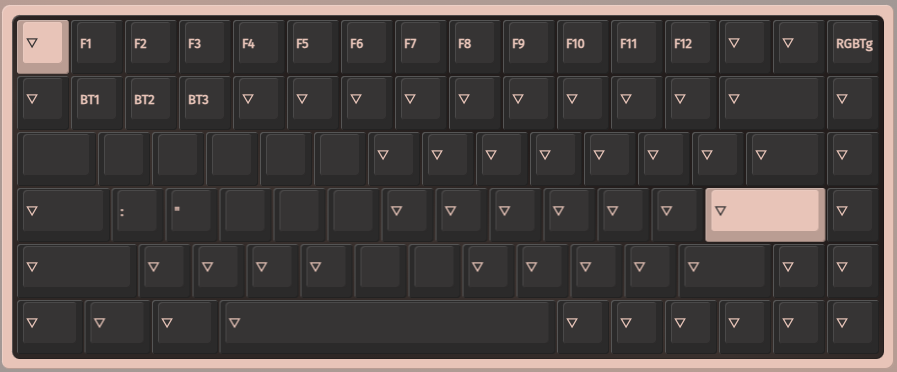 ▽ F1 F2 F3 F4 F5 F6 F7 F8 F9 F10 F11 F12 ▽ ▽ RGBTg
▽ BT1 BT2 BT3 ▽ ▽ ▽ ▽ ▽ ▽ ▽ ▽ ▽ ▽ ▽
▽ ▽ ▽ ▽ ▽ ▽ ▽ ▽ ▽
▽ : " ▽ ▽ ▽ ▽ ▽ ▽ ▽ ▽
▽ ▽ ▽ ▽ ▽ ▽ ▽ ▽ ▽ ▽ ▽ ▽
▽ ▽ ▽ ▽ ▽ ▽ ▽ ▽ ▽ ▽